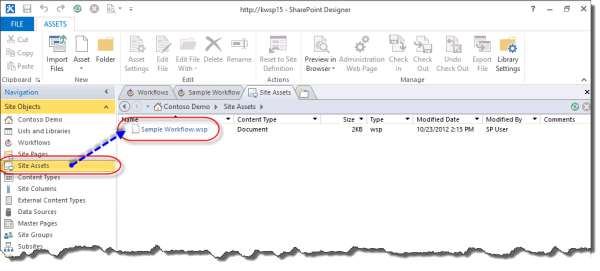 http://kwsp15 - SharePoint Designer
FILE ASSETS
Cut
Copy
Paste
Clipboard
Import Files
Asset
Folder
New
Asset Settings
Edit File
Edit File With
Delete
Rename
Edit
Reset to Site Definition
Actions
Preview in Browser
Administration Web Page
Check In
Check Out
Undo Check Out
Export File
Library Settings
Manage
Navigation
Workflows Sample Workflow Site Assets
Site Objects
Contoso Demo Site Assets
Contoso Demo
Lists and Libraries
Workflows
Site Pages
Site Assets
Content Types
Site Columns
External Content Types
Data Sources
Master Pages
Site Groups
Subsites
Name Content Type Size Type Modified Date Modified By Comments
Sample Workflow.wsp Document 2KB wsp 10/23/2012 2:15 PM SP User